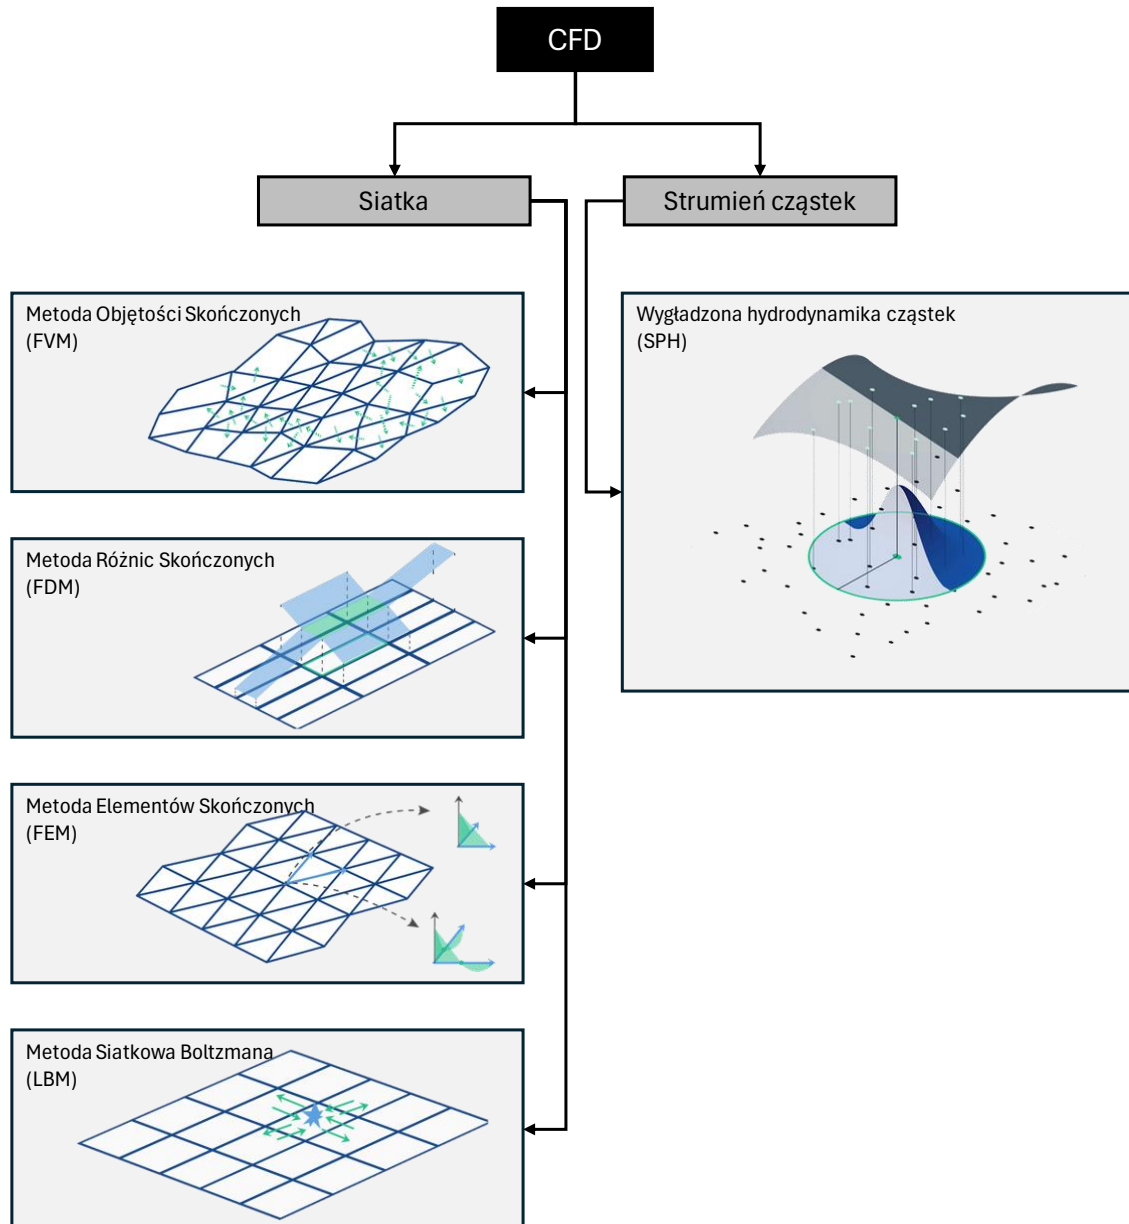 CFD
Siatka
Strumień cząstek
Metoda Objętości Skończonych
(FVM)
Wygładzona hydrodynamika cząstek
(SPH)
Metoda Różnic Skończonych
(FDM)
Metoda Elementów Skończonych
(FEM)
Metoda Siatkowa Boltzmana
(LBM)